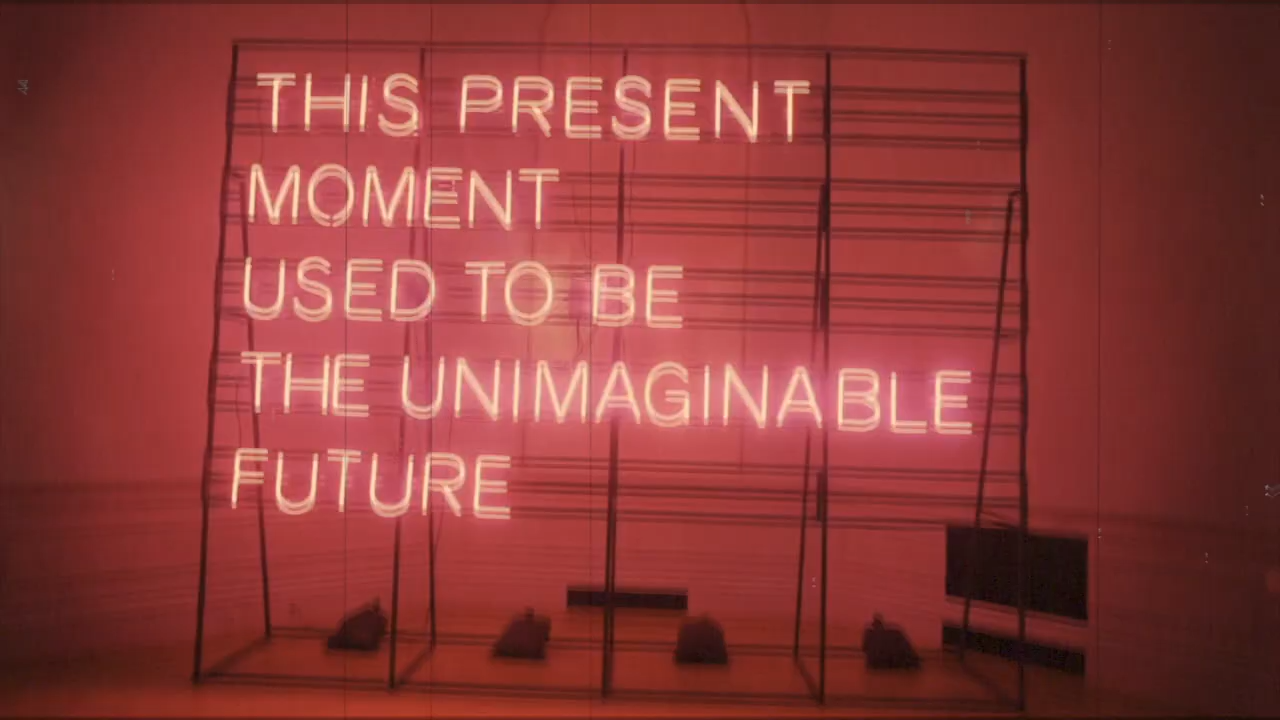 THIS PRESENT
MOMENT
USED TO BE
THE UNIMAGINABLE
FUTURE